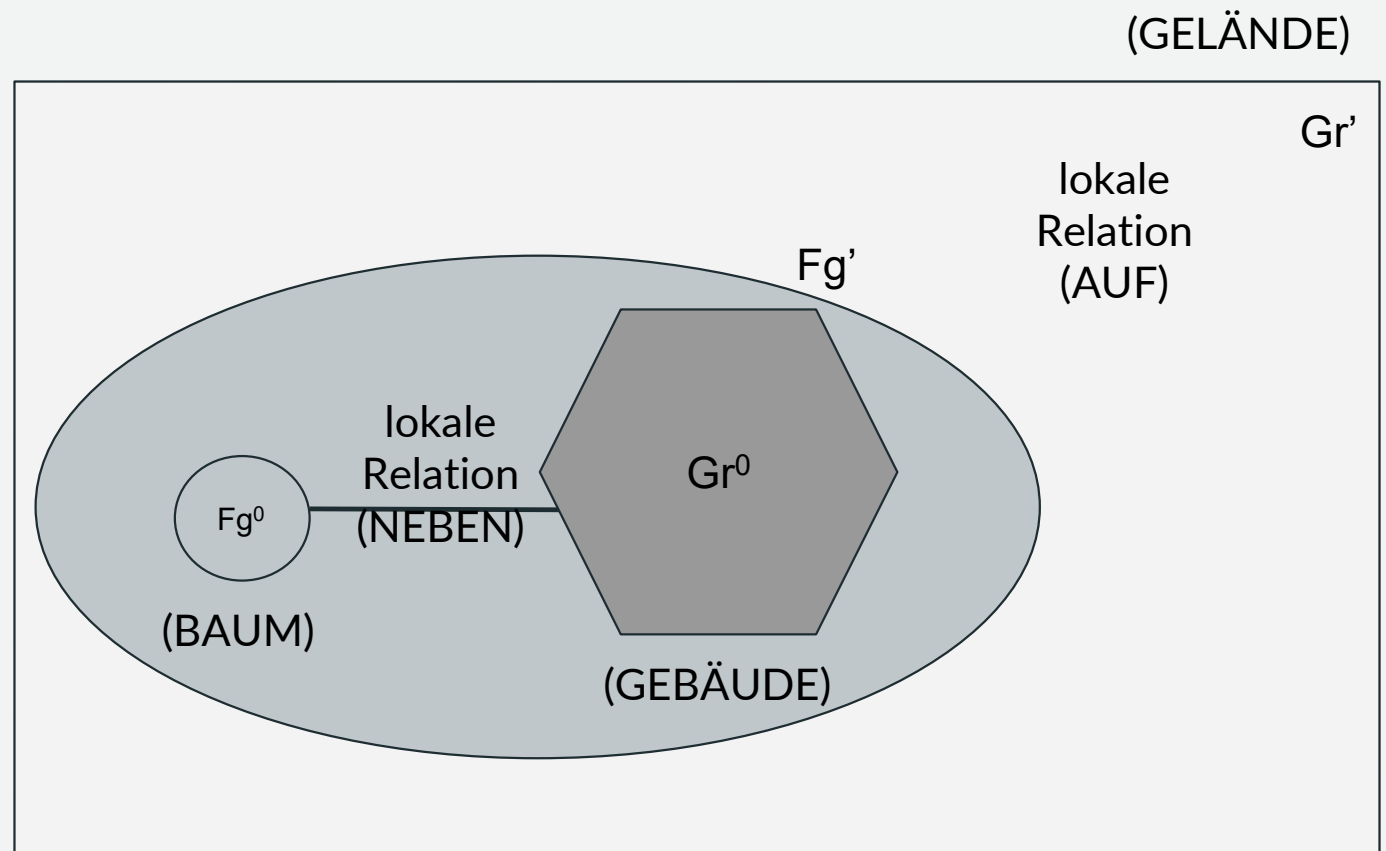 (GELÄNDE)
Gr’
lokale
Relation
(AUF)
Fg’
lokale
Relation
(NEBEN)
Gr⁰
Fg⁰
(BAUM)
(GEBÄUDE)